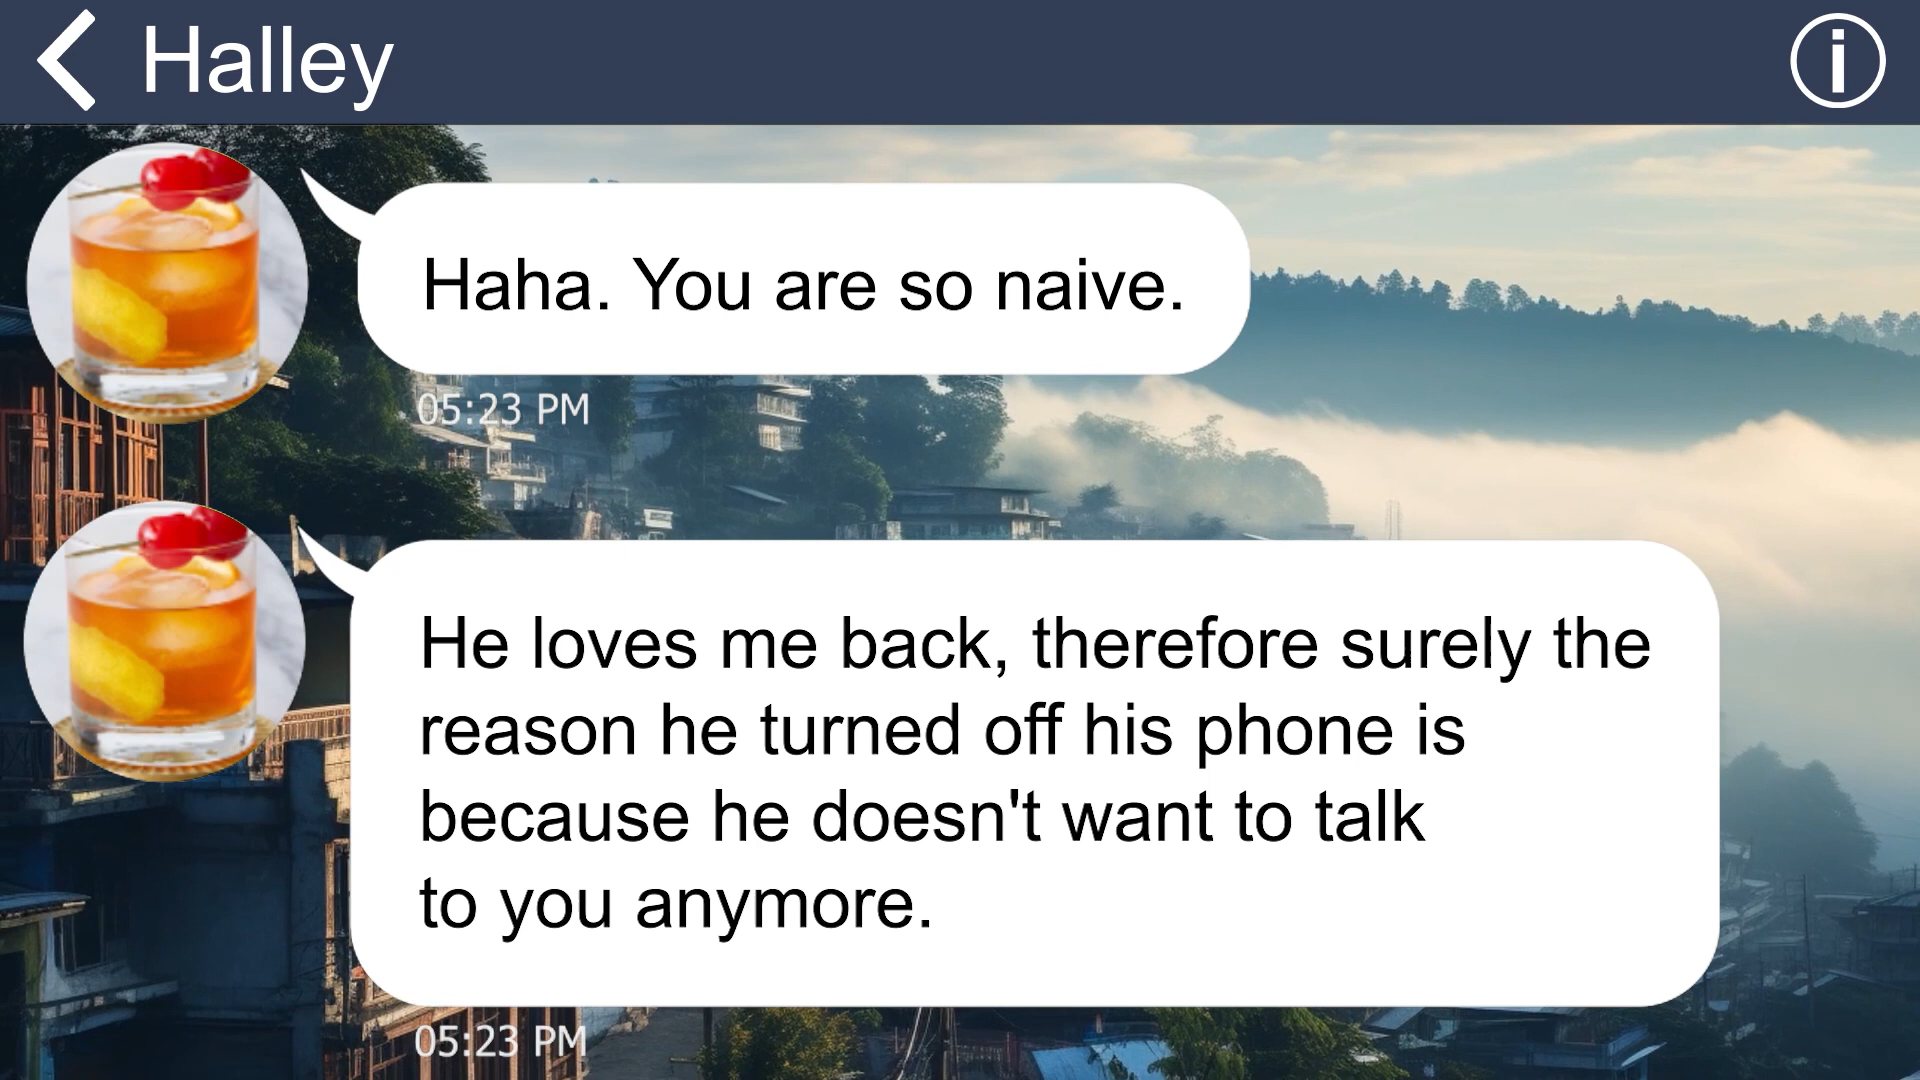 Halley
Haha. You are so naive.
05:23 PM
He loves me back, therefore surely the
reason he turned off his phone is
because he doesn't want to talk
to you anymore.
05:23 PM